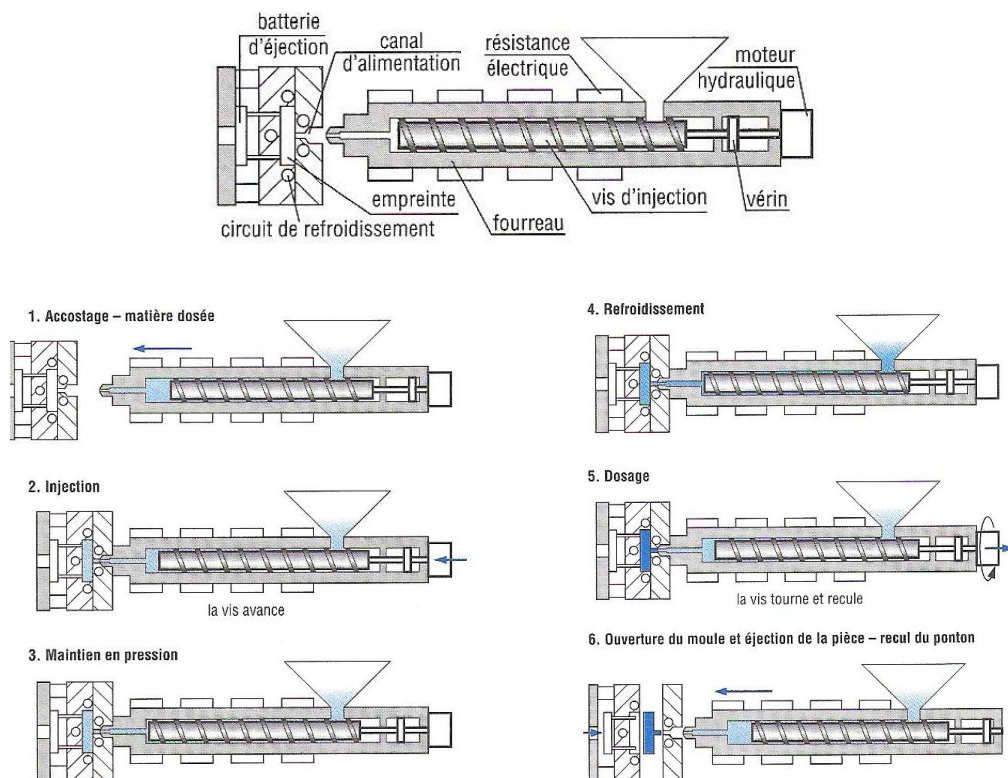 batterie
d'éjection
canal
d'alimentation
résistance
électrique
moteur
hydraulique
empreinte
circuit de refroidissement
fourreau
vis d'injection
vérin
1. Accostage – matière dosée
2. Injection
la vis avance
3. Maintien en pression
4. Refroidissement
5. Dosage
la vis tourne et recule
6. Ouverture du moule et éjection de la pièce – recul du ponton